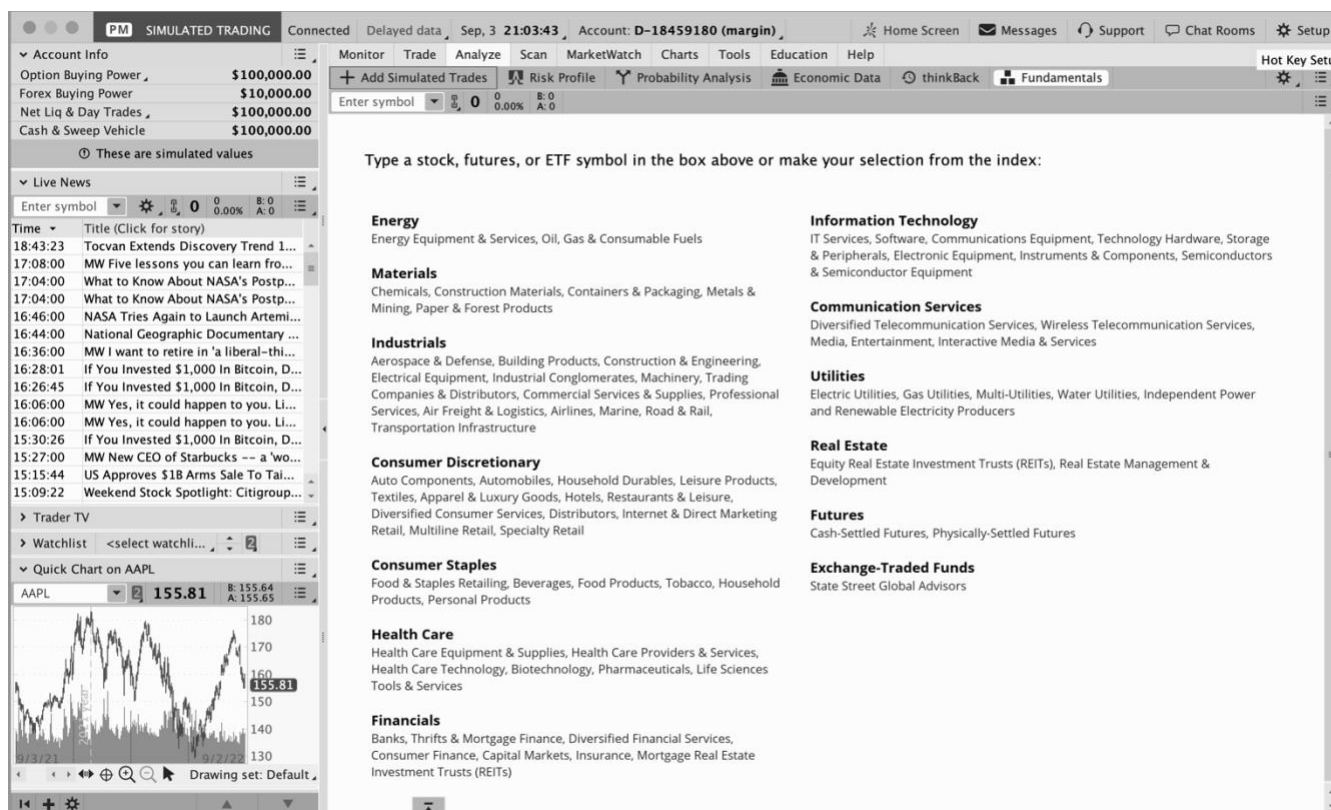 PM SIMULATED TRADING Connected Delayed data Sep, 3 21:03:43 Account: D-18459180 (margin) Home Screen Messages Support Chat Rooms Setup
Account Info
Option Buying Power $100,000.00
Forex Buying Power $10,000.00
Net Liq & Day Trades $100,000.00
Cash & Sweep Vehicle $100,000.00
These are simulated values
Live News
Enter symbol 0 0 0.00% B: 0 A: 0
Time Title (Click for story)
18:43:23 Tocvan Extends Discovery Trend 1...
17:08:00 MW Five lessons you can learn fro...
17:04:00 What to Know About NASA's Postp...
17:04:00 What to Know About NASA's Postp...
16:46:00 NASA Tries Again to Launch Artemi...
16:44:00 National Geographic Documentary ...
16:36:00 MW I want to retire in 'a liberal-thi...
16:28:01 If You Invested $1,000 In Bitcoin, D...
16:26:45 If You Invested $1,000 In Bitcoin, D...
16:06:00 MW Yes, it could happen to you. Li...
16:06:00 MW Yes, it could happen to you. Li...
15:30:26 If You Invested $1,000 In Bitcoin, D...
15:27:00 MW New CEO of Starbucks -- a 'wo...
15:15:44 US Approves $1B Arms Sale To Tai...
15:09:22 Weekend Stock Spotlight: Citigroup...
Trader TV
Watchlist <select watchli... 2
Quick Chart on AAPL
AAPL 2 155.81 B: 155.64 A: 155.65
180
170
160
155.81
150
140
130
2021 year
9/3/21 9/2/22
Drawing set: Default
Monitor Trade Analyze Scan MarketWatch Charts Tools Education Help
Hot Key Setu
Add Simulated Trades Risk Profile Probability Analysis Economic Data thinkBack Fundamentals
Enter symbol 0 0 0.00% B: 0 A: 0
Type a stock, futures, or ETF symbol in the box above or make your selection from the index:
Energy
Energy Equipment & Services, Oil, Gas & Consumable Fuels
Materials
Chemicals, Construction Materials, Containers & Packaging, Metals &
Mining, Paper & Forest Products
Industrials
Aerospace & Defense, Building Products, Construction & Engineering,
Electrical Equipment, Industrial Conglomerates, Machinery, Trading
Companies & Distributors, Commercial Services & Supplies, Professional
Services, Air Freight & Logistics, Airlines, Marine, Road & Rail,
Transportation Infrastructure
Consumer Discretionary
Auto Components, Automobiles, Household Durables, Leisure Products,
Textiles, Apparel & Luxury Goods, Hotels, Restaurants & Leisure,
Diversified Consumer Services, Distributors, Internet & Direct Marketing
Retail, Multiline Retail, Specialty Retail
Consumer Staples
Food & Staples Retailing, Beverages, Food Products, Tobacco, Household
Products, Personal Products
Health Care
Health Care Equipment & Supplies, Health Care Providers & Services,
Health Care Technology, Biotechnology, Pharmaceuticals, Life Sciences
Tools & Services
Financials
Banks, Thrifts & Mortgage Finance, Diversified Financial Services,
Consumer Finance, Capital Markets, Insurance, Mortgage Real Estate
Investment Trusts (REITs)
Information Technology
IT Services, Software, Communications Equipment, Technology Hardware, Storage
& Peripherals, Electronic Equipment, Instruments & Components, Semiconductors
& Semiconductor Equipment
Communication Services
Diversified Telecommunication Services, Wireless Telecommunication Services,
Media, Entertainment, Interactive Media & Services
Utilities
Electric Utilities, Gas Utilities, Multi-Utilities, Water Utilities, Independent Power
and Renewable Electricity Producers
Real Estate
Equity Real Estate Investment Trusts (REITs), Real Estate Management &
Development
Futures
Cash-Settled Futures, Physically-Settled Futures
Exchange-Traded Funds
State Street Global Advisors